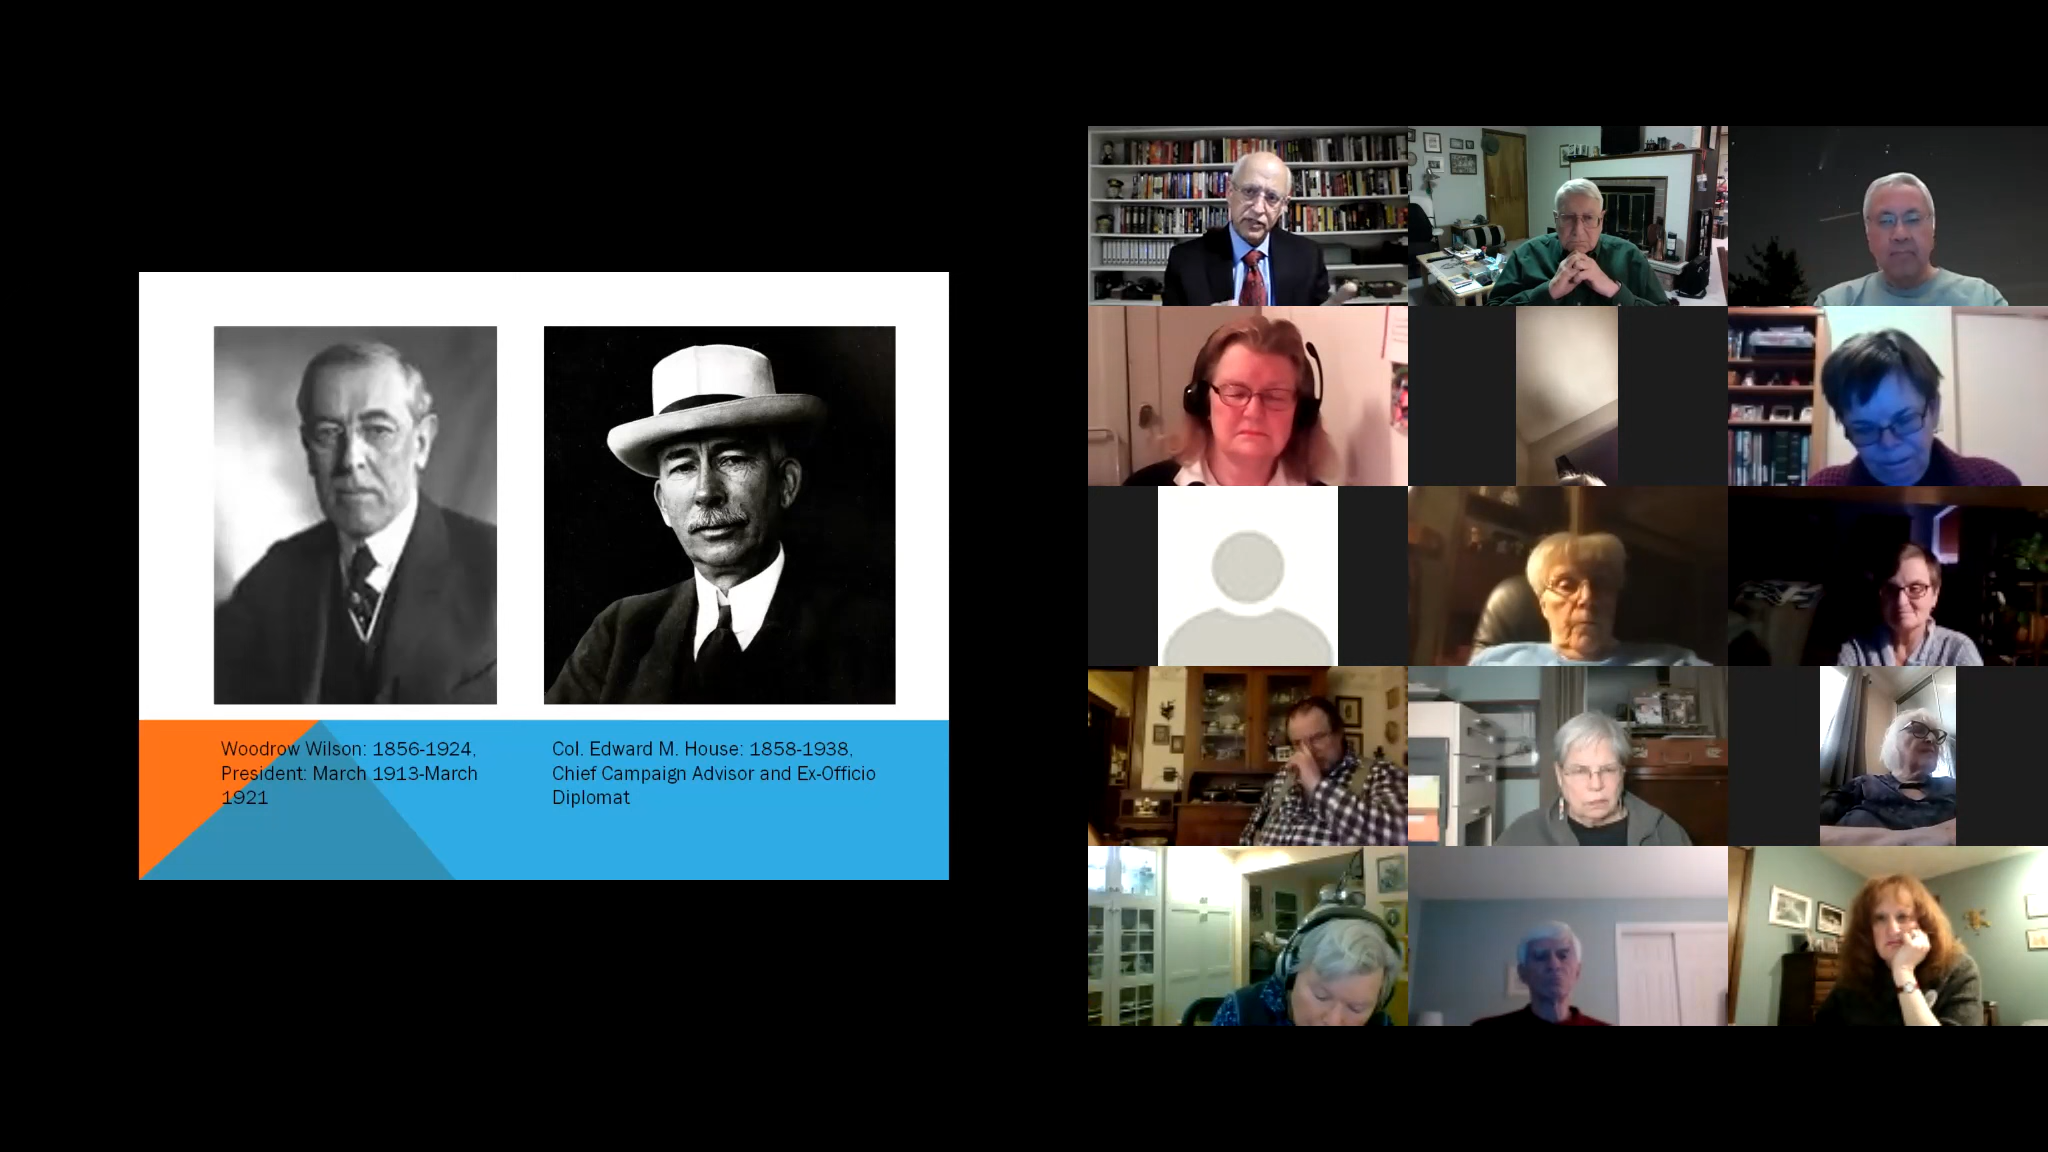 Woodrow Wilson: 1856-1924,
President: March 1913-March
1921
Col. Edward M. House: 1858-1938,
Chief Campaign Advisor and Ex-Officio
Diplomat